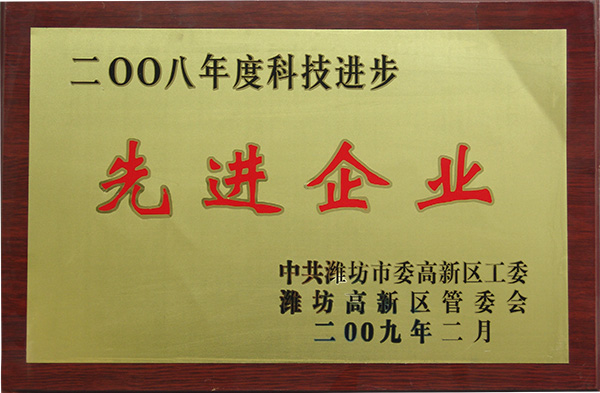 二OO八年度科技进步
先进企业
中共潍坊市委高新区工委
潍坊高新区管委会
二OO九年二月